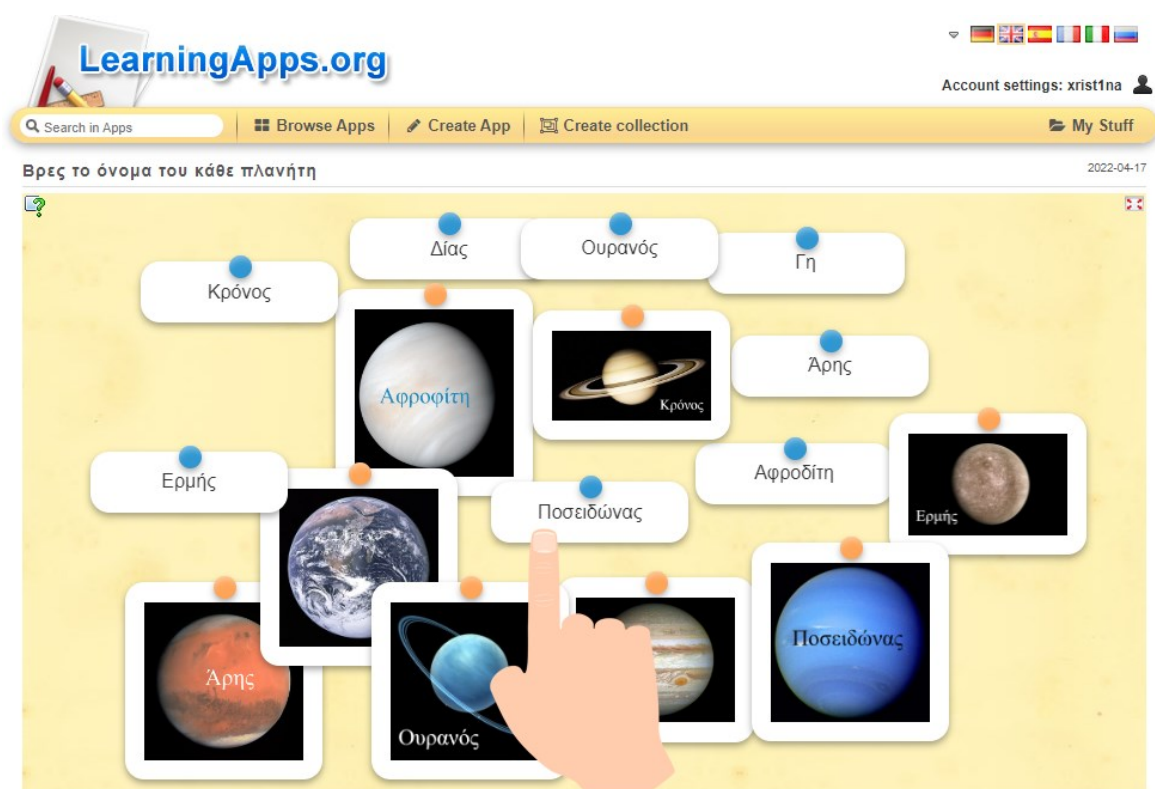 LearningApps.org
Account settings: xrist1na
Search in Apps
Browse Apps
Create App
Create collection
My Stuff
Βρες το όνομα του κάθε πλανήτη
2022-04-17
Δίας
Ουρανός
Γη
Κρόνος
Άρης
Αφροφίτη
Κρόνος
Ερμής
Αφροδίτη
Ποσειδώνας
Ερμής
Άρης
Ουρανός
Ποσειδώνας